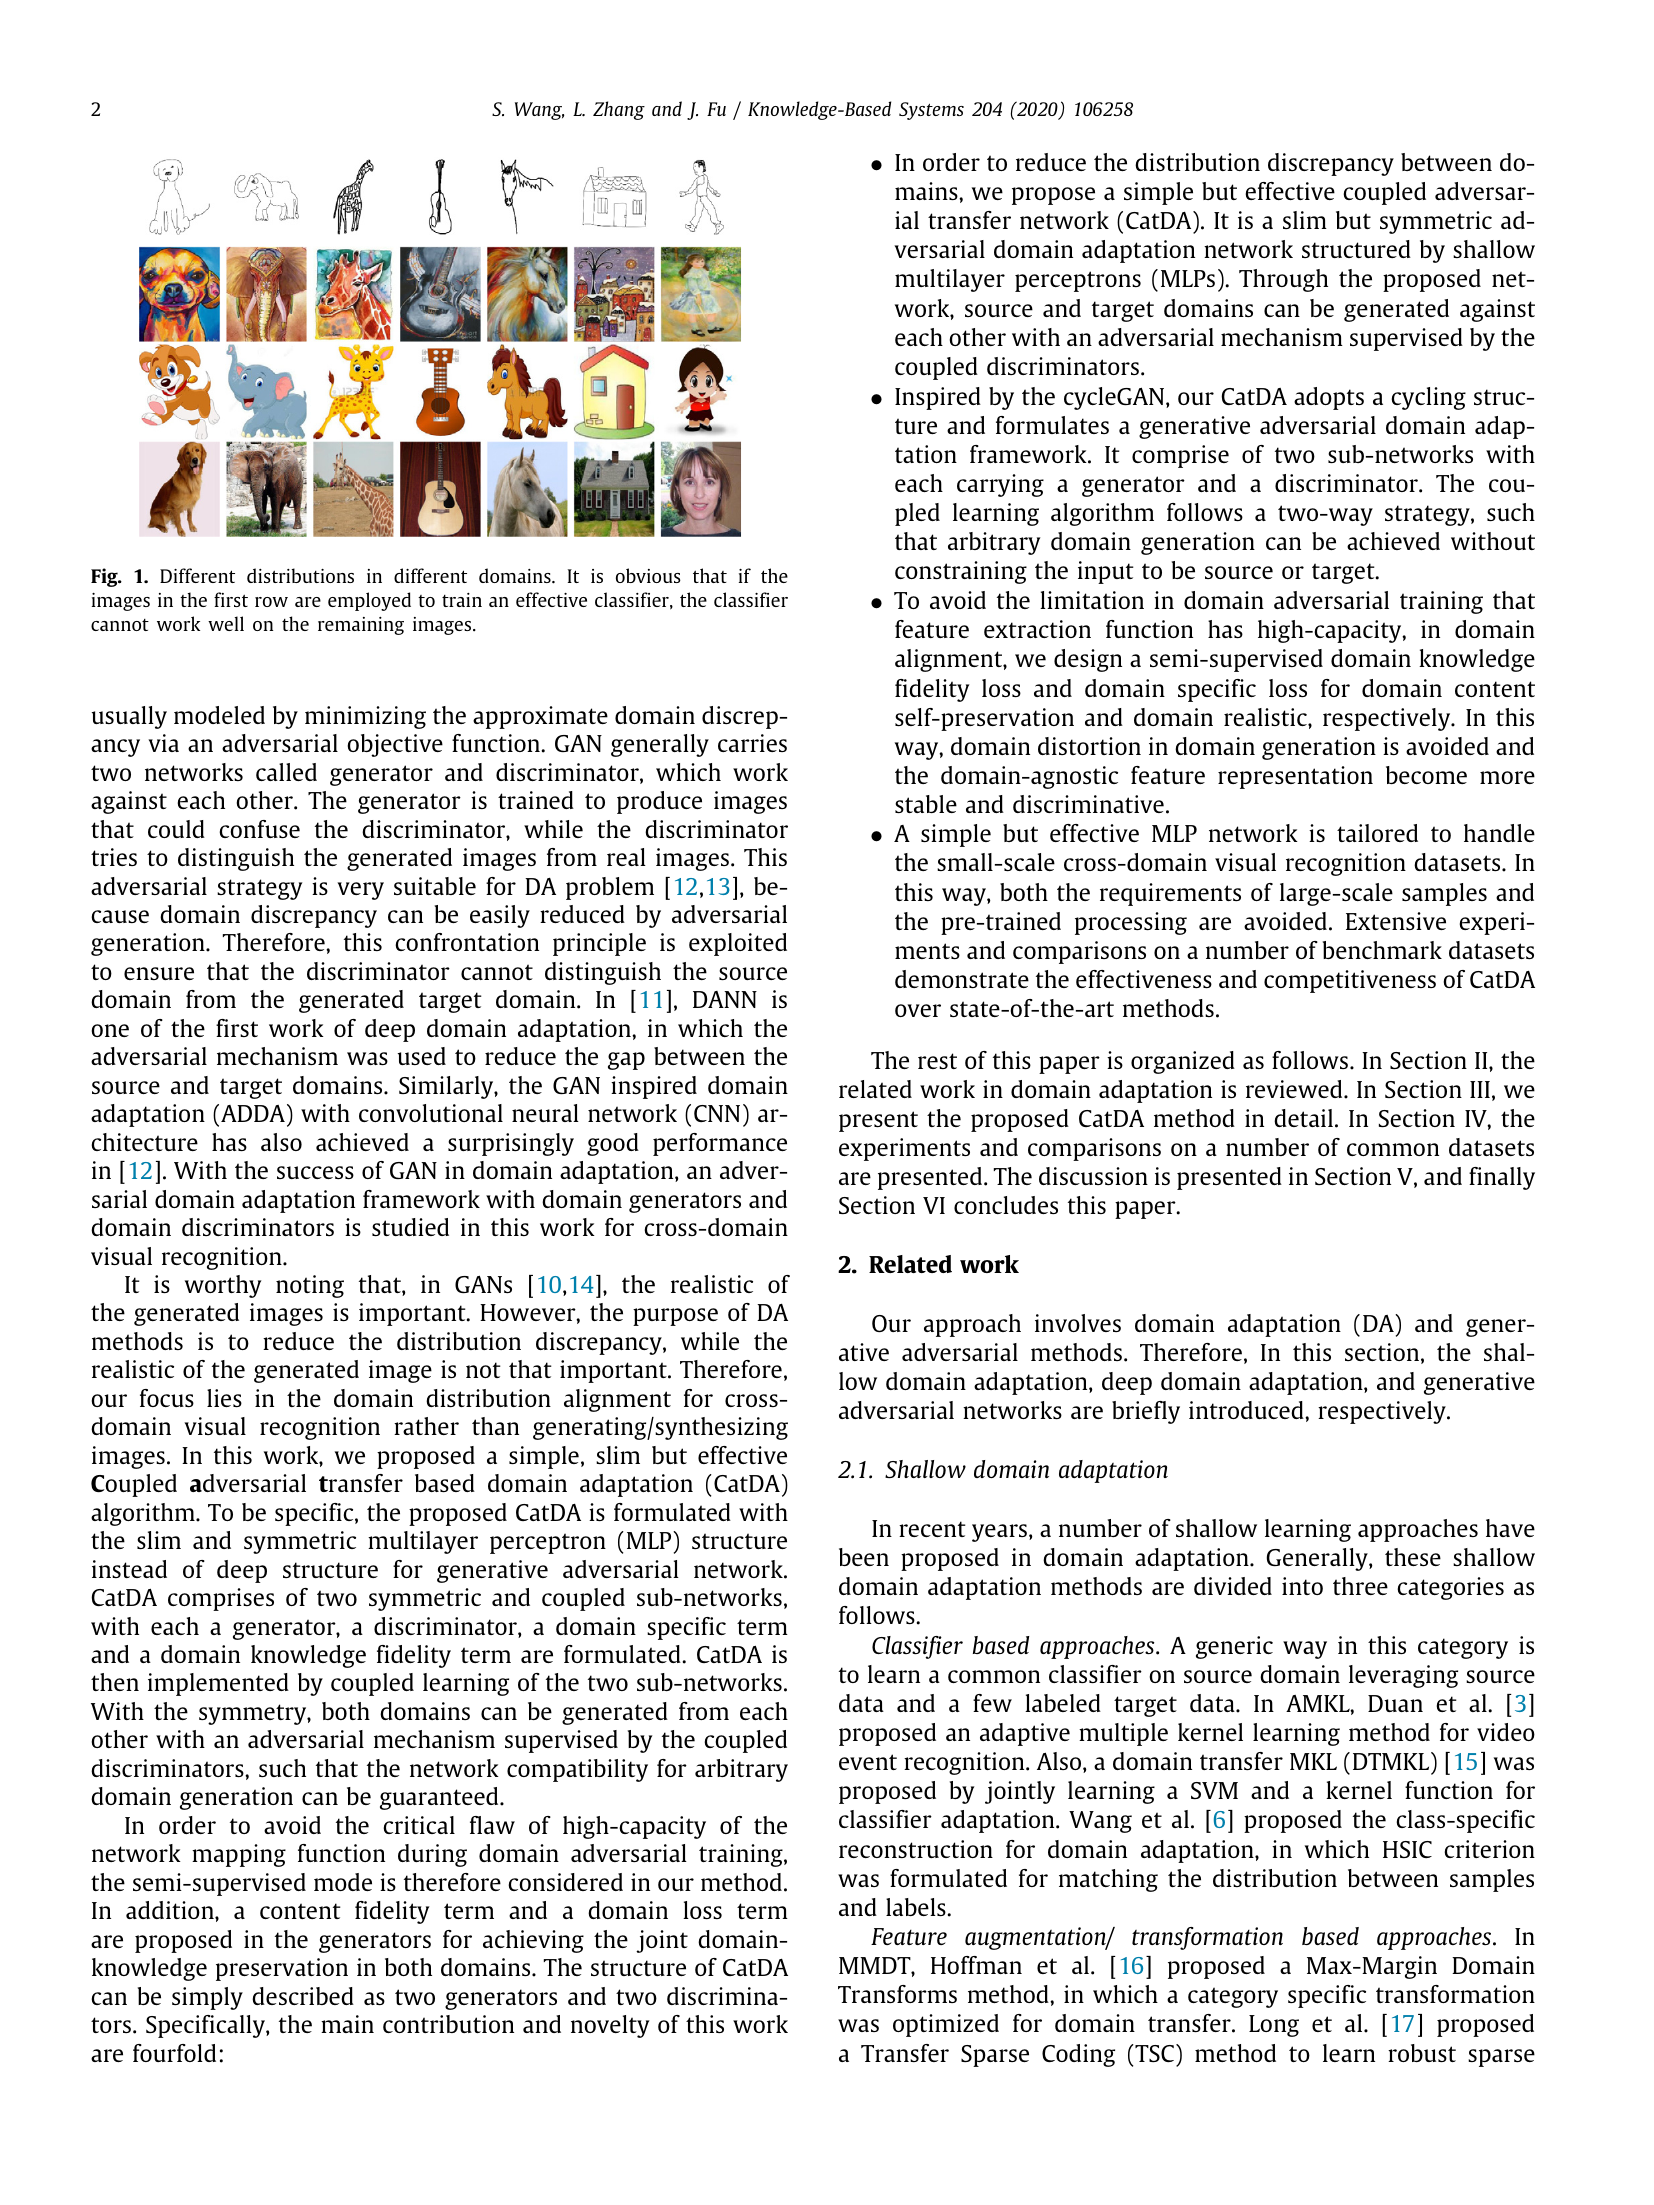 2
S. Wang, L. Zhang and J. Fu / Knowledge-Based Systems 204 (2020) 106258
Fig. 1. Different distributions in different domains. It is obvious that if the
images in the first row are employed to train an effective classifier, the classifier
cannot work well on the remaining images.
usually modeled by minimizing the approximate domain discrep-
ancy via an adversarial objective function. GAN generally carries
two networks called generator and discriminator, which work
against each other. The generator is trained to produce images
that could confuse the discriminator, while the discriminator
tries to distinguish the generated images from real images. This
adversarial strategy is very suitable for DA problem [12,13], be-
cause domain discrepancy can be easily reduced by adversarial
generation. Therefore, this confrontation principle is exploited
to ensure that the discriminator cannot distinguish the source
domain from the generated target domain. In [11], DANN is
one of the first work of deep domain adaptation, in which the
adversarial mechanism was used to reduce the gap between the
source and target domains. Similarly, the GAN inspired domain
adaptation (ADDA) with convolutional neural network (CNN) ar-
chitecture has also achieved a surprisingly good performance
in [12]. With the success of GAN in domain adaptation, an adver-
sarial domain adaptation framework with domain generators and
domain discriminators is studied in this work for cross-domain
visual recognition.
It is worthy noting that, in GANs [10,14], the realistic of
the generated images is important. However, the purpose of DA
methods is to reduce the distribution discrepancy, while the
realistic of the generated image is not that important. Therefore,
our focus lies in the domain distribution alignment for cross-
domain visual recognition rather than generating/synthesizing
images. In this work, we proposed a simple, slim but effective
Coupled adversarial transfer based domain adaptation (CatDA)
algorithm. To be specific, the proposed CatDA is formulated with
the slim and symmetric multilayer perceptron (MLP) structure
instead of deep structure for generative adversarial network.
CatDA comprises of two symmetric and coupled sub-networks,
with each a generator, a discriminator, a domain specific term
and a domain knowledge fidelity term are formulated. CatDA is
then implemented by coupled learning of the two sub-networks.
With the symmetry, both domains can be generated from each
other with an adversarial mechanism supervised by the coupled
discriminators, such that the network compatibility for arbitrary
domain generation can be guaranteed.
In order to avoid the critical flaw of high-capacity of the
network mapping function during domain adversarial training,
the semi-supervised mode is therefore considered in our method.
In addition, a content fidelity term and a domain loss term
are proposed in the generators for achieving the joint domain-
knowledge preservation in both domains. The structure of CatDA
can be simply described as two generators and two discrimina-
tors. Specifically, the main contribution and novelty of this work
are fourfold:
• In order to reduce the distribution discrepancy between do-
mains, we propose a simple but effective coupled adversar-
ial transfer network (CatDA). It is a slim but symmetric ad-
versarial domain adaptation network structured by shallow
multilayer perceptrons (MLPs). Through the proposed net-
work, source and target domains can be generated against
each other with an adversarial mechanism supervised by the
coupled discriminators.
• Inspired by the cycleGAN, our CatDA adopts a cycling struc-
ture and formulates a generative adversarial domain adap-
tation framework. It comprise of two sub-networks with
each carrying a generator and a discriminator. The cou-
pled learning algorithm follows a two-way strategy, such
that arbitrary domain generation can be achieved without
constraining the input to be source or target.
• To avoid the limitation in domain adversarial training that
feature extraction function has high-capacity, in domain
alignment, we design a semi-supervised domain knowledge
fidelity loss and domain specific loss for domain content
self-preservation and domain realistic, respectively. In this
way, domain distortion in domain generation is avoided and
the domain-agnostic feature representation become more
stable and discriminative.
• A simple but effective MLP network is tailored to handle
the small-scale cross-domain visual recognition datasets. In
this way, both the requirements of large-scale samples and
the pre-trained processing are avoided. Extensive experi-
ments and comparisons on a number of benchmark datasets
demonstrate the effectiveness and competitiveness of CatDA
over state-of-the-art methods.
The rest of this paper is organized as follows. In Section II, the
related work in domain adaptation is reviewed. In Section III, we
present the proposed CatDA method in detail. In Section IV, the
experiments and comparisons on a number of common datasets
are presented. The discussion is presented in Section V, and finally
Section VI concludes this paper.
2. Related work
Our approach involves domain adaptation (DA) and gener-
ative adversarial methods. Therefore, In this section, the shal-
low domain adaptation, deep domain adaptation, and generative
adversarial networks are briefly introduced, respectively.
2.1. Shallow domain adaptation
In recent years, a number of shallow learning approaches have
been proposed in domain adaptation. Generally, these shallow
domain adaptation methods are divided into three categories as
follows.
Classifier based approaches. A generic way in this category is
to learn a common classifier on source domain leveraging source
data and a few labeled target data. In AMKL, Duan et al. [3]
proposed an adaptive multiple kernel learning method for video
event recognition. Also, a domain transfer MKL (DTMKL) [15] was
proposed by jointly learning a SVM and a kernel function for
classifier adaptation. Wang et al. [6] proposed the class-specific
reconstruction for domain adaptation, in which HSIC criterion
was formulated for matching the distribution between samples
and labels.
Feature augmentation/ transformation based approaches. In
MMDT, Hoffman et al. [16] proposed a Max-Margin Domain
Transforms method, in which a category specific transformation
was optimized for domain transfer. Long et al. [17] proposed
a Transfer Sparse Coding (TSC) method to learn robust sparse